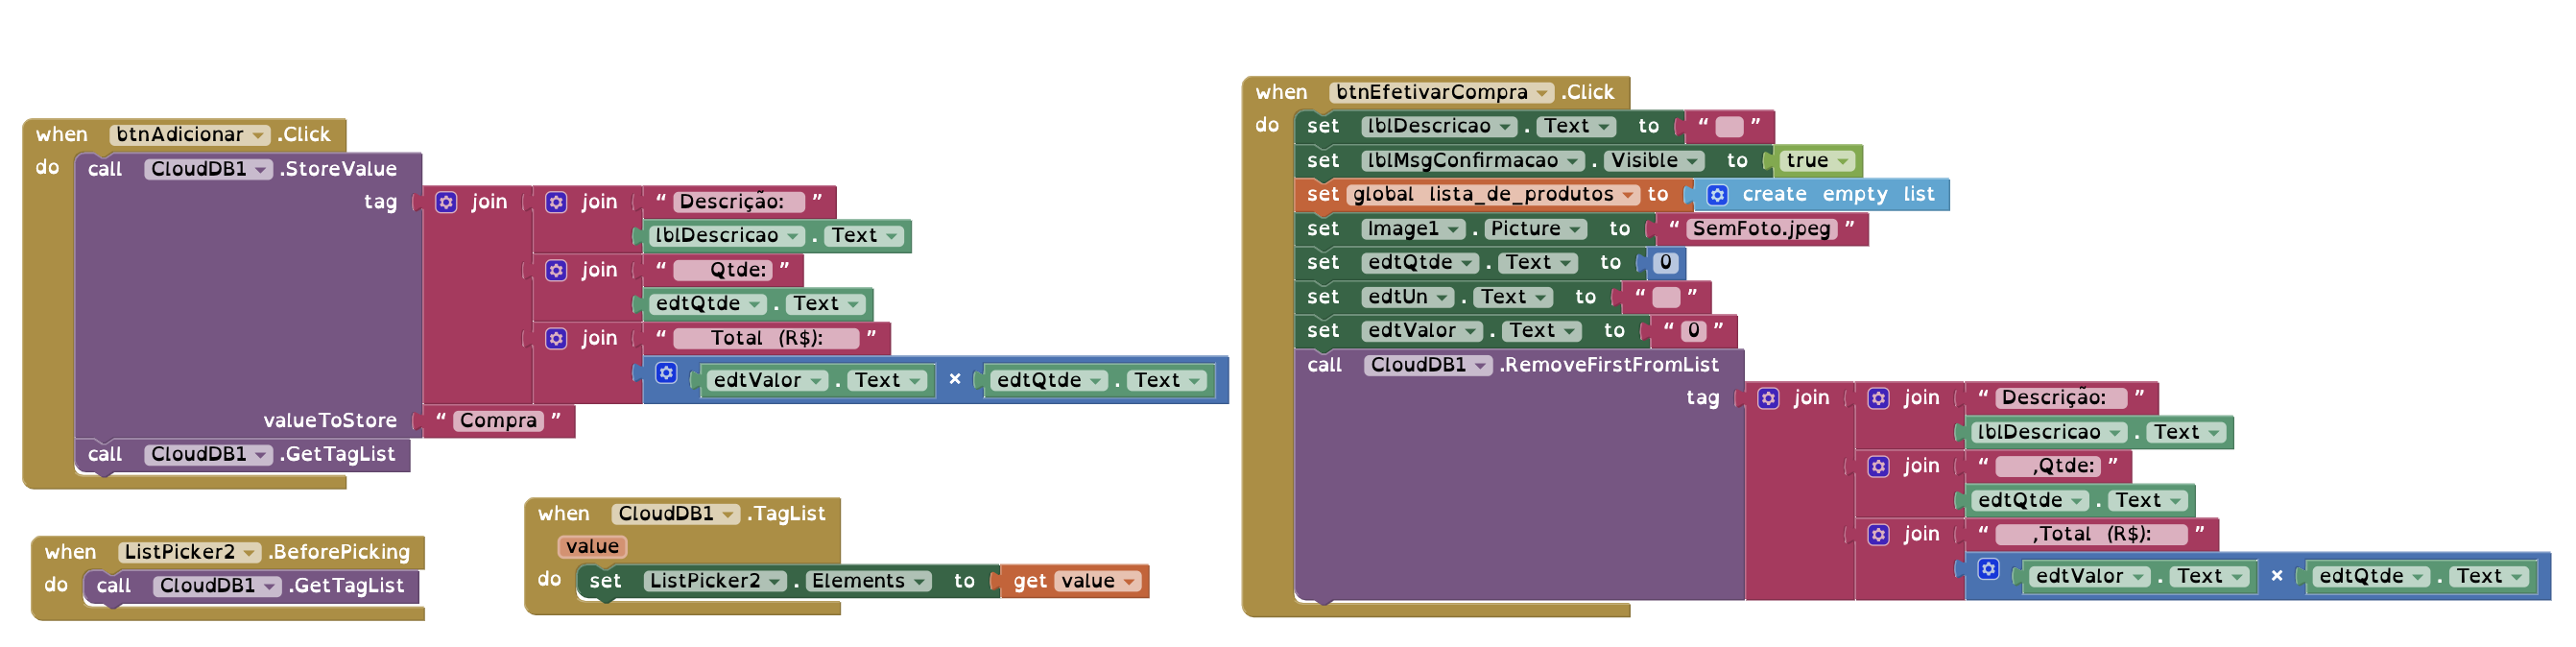 when btnAdicionar .Click
do call CloudDB1 .StoreValue
tag join join “ Descrição: ”
lblDescricao . Text
join “ Qtde: ”
edtQtde . Text
join “ Total (R$): ”
edtValor . Text × edtQtde . Text
valueToStore “ Compra ”
call CloudDB1 .GetTagList
when ListPicker2 .BeforePicking
do call CloudDB1 .GetTagList
when CloudDB1 .TagList
value
do set ListPicker2 . Elements to get value
when btnEfetivarCompra .Click
do set lblDescricao . Text to “ ”
set lblMsgConfirmacao . Visible to true
set global lista_de_produtos to create empty list
set Image1 . Picture to “ SemFoto.jpeg ”
set edtQtde . Text to 0
set edtUn . Text to “ ”
set edtValor . Text to “ 0 ”
call CloudDB1 .RemoveFirstFromList
tag join join “ Descrição: ”
lblDescricao . Text
join “ ,Qtde: ”
edtQtde . Text
join “ ,Total (R$): ”
edtValor . Text × edtQtde . Text